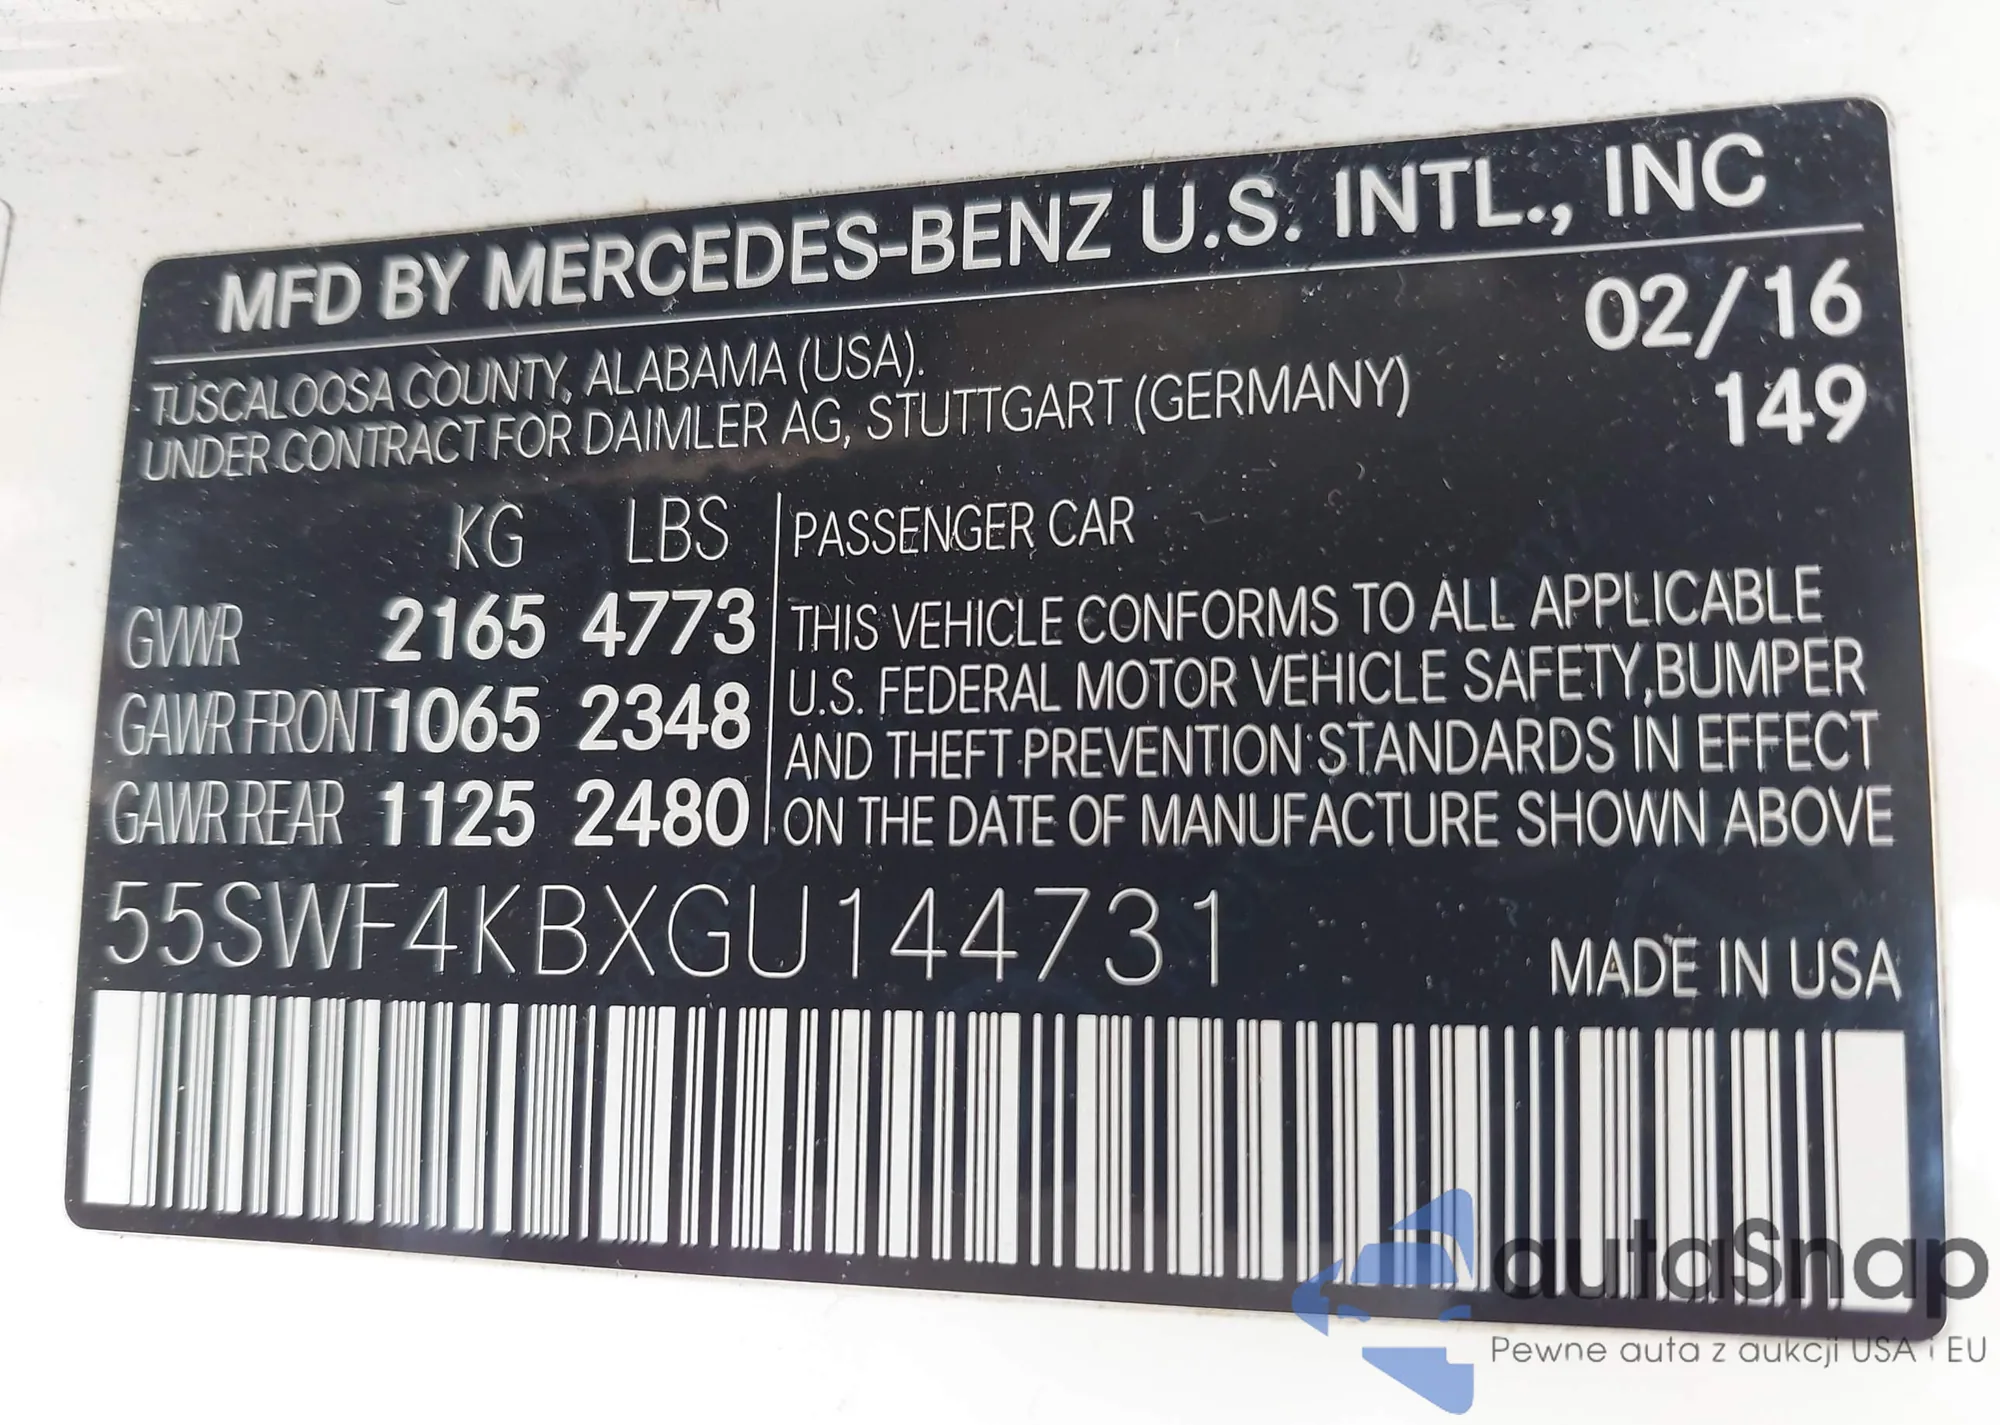 MFD BY MERCEDES-BENZ U.S. INTL., INC
02/16
TUSCALOOSA COUNTY, ALABAMA (USA).
UNDER CONTRACT FOR DAIMLER AG, STUTTGART (GERMANY)
149
KG LBS
GVWR 2165 4773
GAWR FRONT 1065 2348
GAWR REAR 1125 2480
PASSENGER CAR
THIS VEHICLE CONFORMS TO ALL APPLICABLE
U.S. FEDERAL MOTOR VEHICLE SAFETY, BUMPER
AND THEFT PREVENTION STANDARDS IN EFFECT
ON THE DATE OF MANUFACTURE SHOWN ABOVE
55SWF4KBXGU144731
MADE IN USA
autaSnap
Pewne auta z aukcji USA i EU